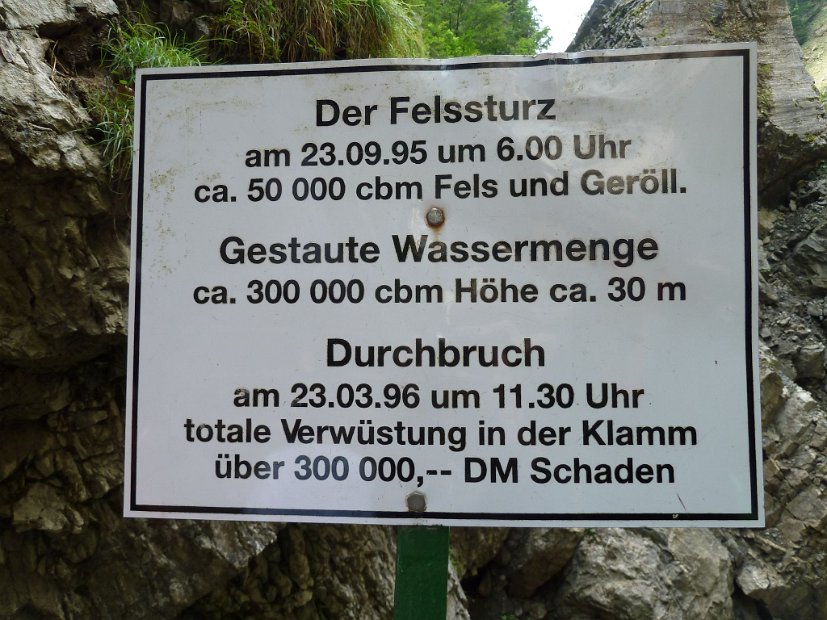 Der Felssturz
am 23.09.95 um 6.00 Uhr
ca. 50 000 cbm Fels und Geröll.
Gestaute Wassermenge
ca. 300 000 cbm Höhe ca. 30 m
Durchbruch
am 23.03.96 um 11.30 Uhr
totale Verwüstung in der Klamm
über 300 000,-- DM Schaden